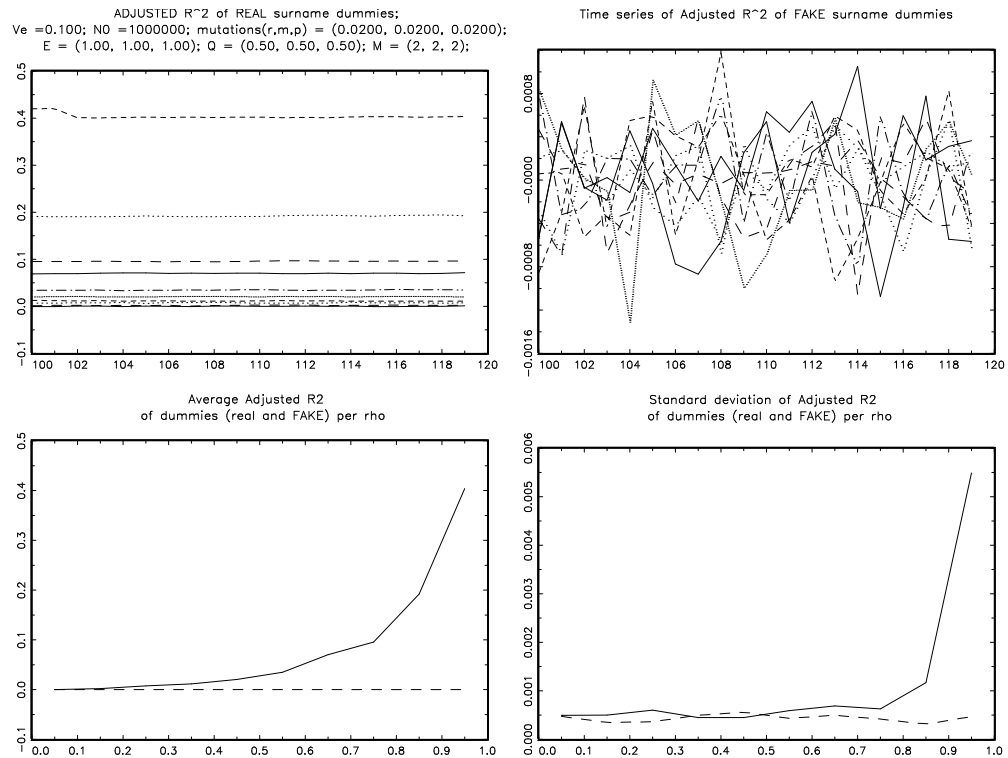 ADJUSTED R^2 of REAL surname dummies;
Ve =0.100; N0 =1000000; mutations(r,m,p) = (0.0200, 0.0200, 0.0200);
E = (1.00, 1.00, 1.00); Q = (0.50, 0.50, 0.50); M = (2, 2, 2);
0.5
0.4
0.3
0.2
0.1
0.0
-0.1
100 102 104 106 108 110 112 114 116 118 120
Time series of Adjusted R^2 of FAKE surname dummies
0.0008
-0.0000
-0.0008
-0.0016
100 102 104 106 108 110 112 114 116 118 120
Average Adjusted R2
of dummies (real and FAKE) per rho
0.5
0.4
0.3
0.2
0.1
0.0
-0.1
0.0 0.1 0.2 0.3 0.4 0.5 0.6 0.7 0.8 0.9 1.0
Standard deviation of Adjusted R2
of dummies (real and FAKE) per rho
0.006
0.005
0.004
0.003
0.002
0.001
0.000
0.0 0.1 0.2 0.3 0.4 0.5 0.6 0.7 0.8 0.9 1.0